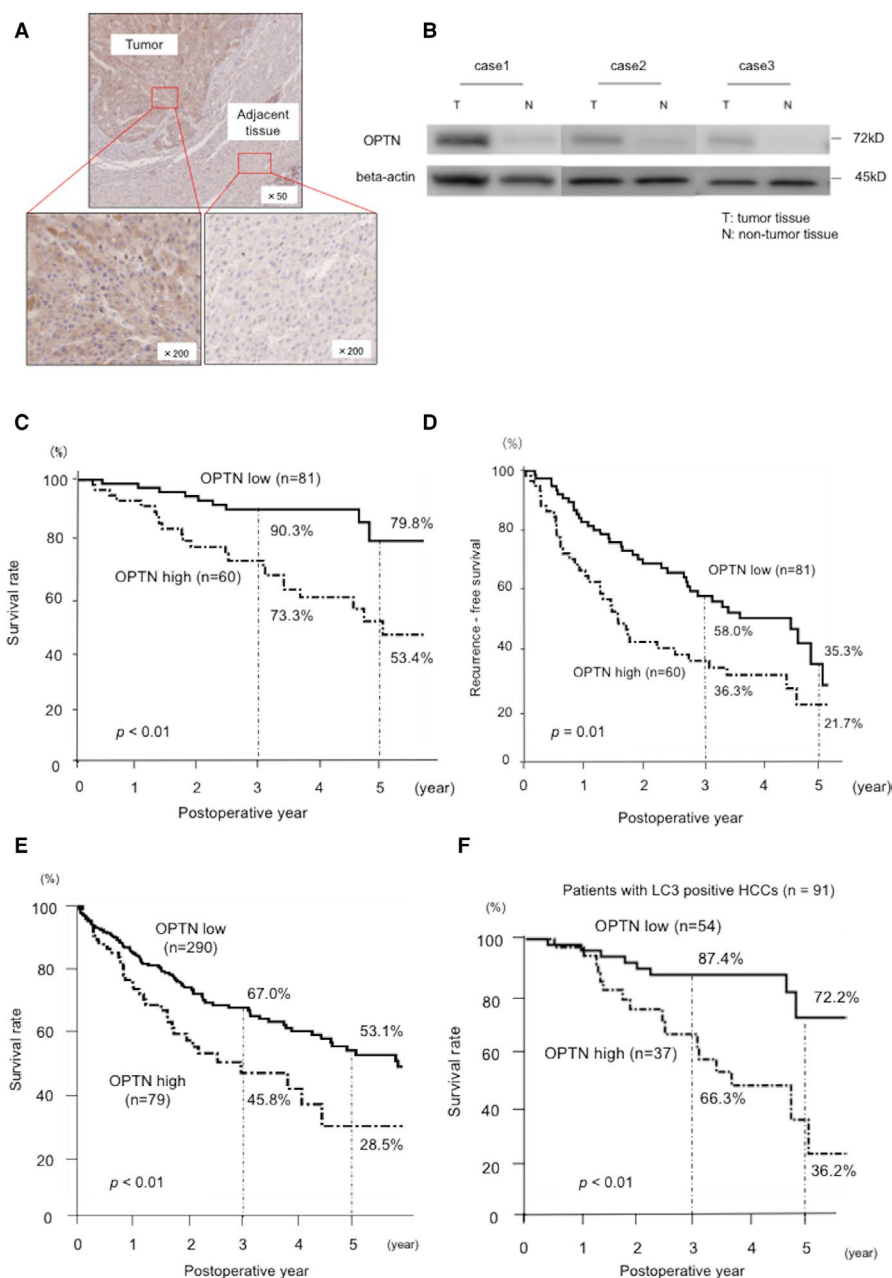 A
Tumor
Adjacent
tissue
× 50
× 200
× 200
B
case1 case2 case3
T N T N T N
OPTN 72kD
beta-actin 45kD
T: tumor tissue
N: non-tumor tissue
C
(%)
100
80
60
40
20
0
Survival rate
OPTN low (n=81)
90.3%
79.8%
OPTN high (n=60)
73.3%
53.4%
p < 0.01
0 1 2 3 4 5 (year)
Postoperative year
D
(%)
100
80
60
40
20
0
Recurrence - free survival
OPTN low (n=81)
58.0%
35.3%
OPTN high (n=60)
36.3%
21.7%
p = 0.01
0 1 2 3 4 5 (year)
Postoperative year
E
(%)
100
80
60
40
20
0
Survival rate
OPTN low
(n=290)
67.0%
53.1%
OPTN high
(n=79)
45.8%
28.5%
p < 0.01
0 1 2 3 4 5 (year)
Postoperative year
F
Patients with LC3 positive HCCs (n = 91)
(%)
100
80
60
40
20
0
Survival rate
OPTN low (n=54)
87.4%
72.2%
OPTN high (n=37)
66.3%
36.2%
p < 0.01
0 1 2 3 4 5 (year)
Postoperative year